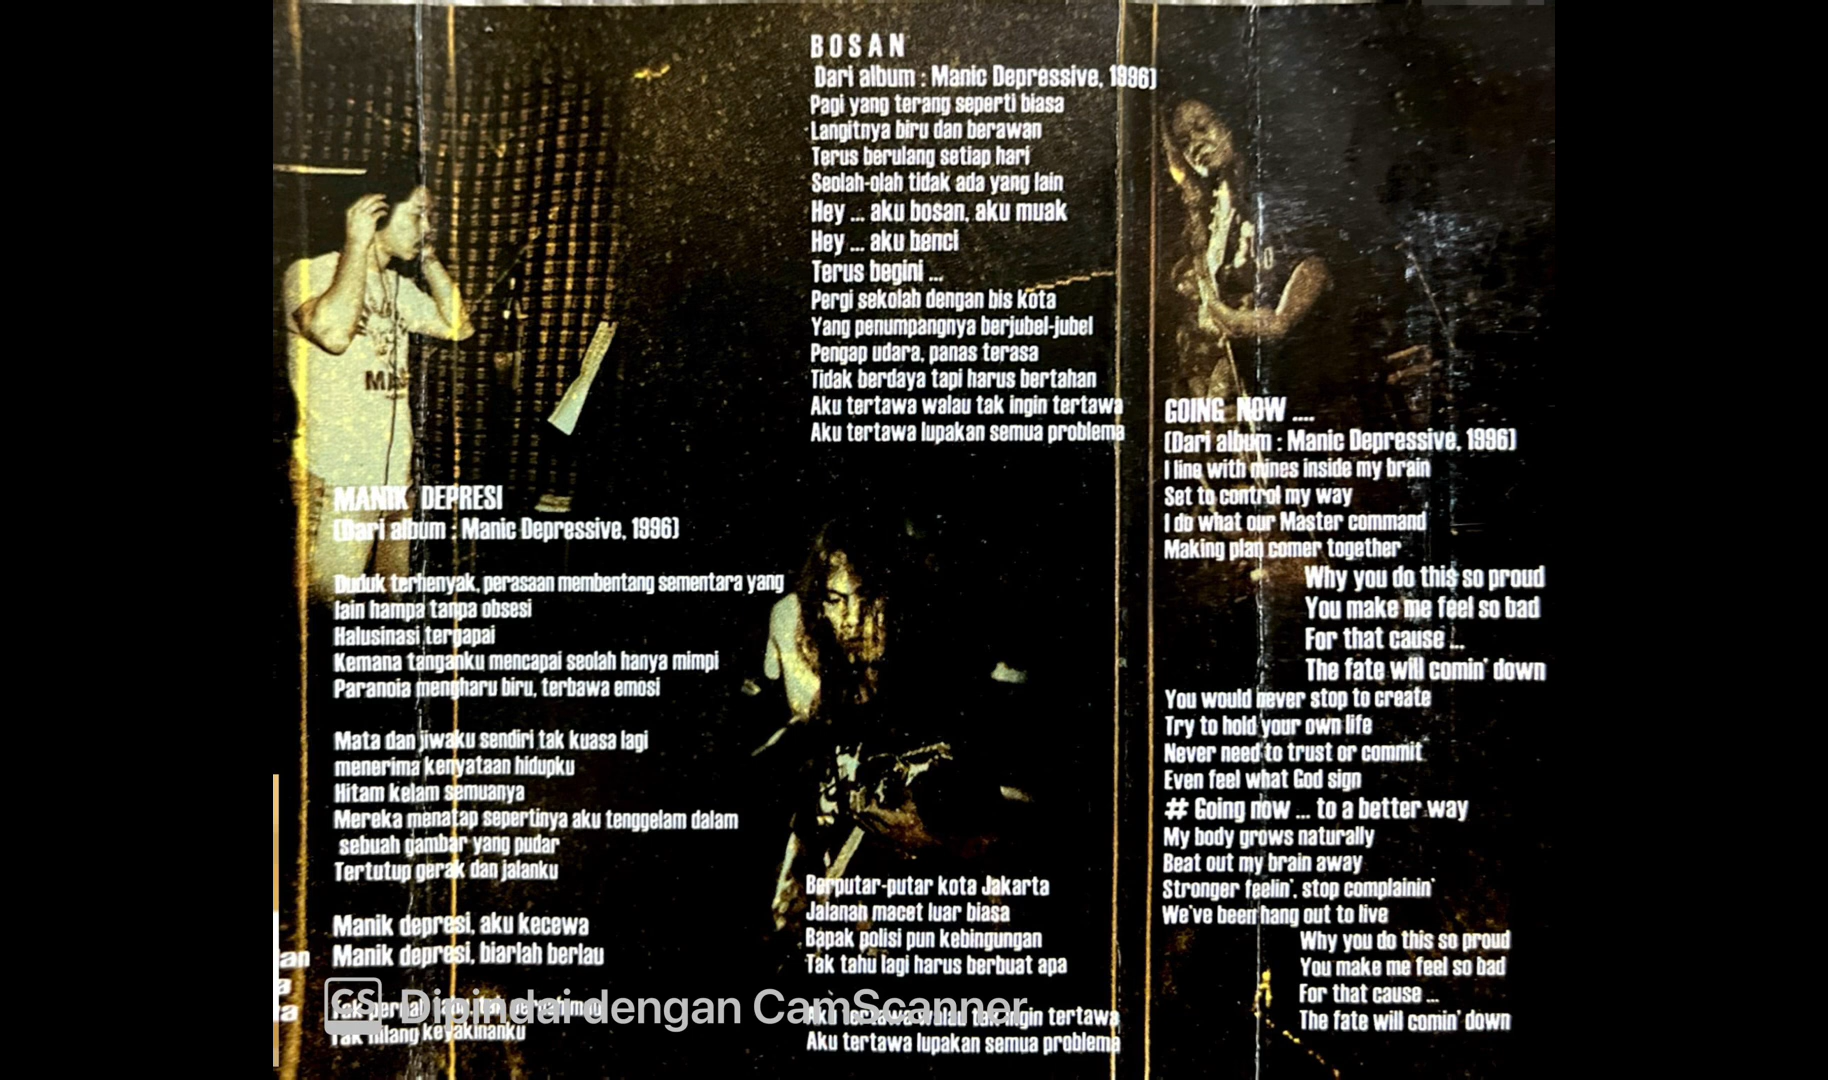 MANIK DEPRESI
(Dari album : Manic Depressive, 1996)
Duduk terhenyak, perasaan membentang sementara yang
lain hampa tanpa obsesi
Halusinasi tergapai
Kemana tanganku mencapai seolah hanya mimpi
Paranoia mengharu biru, terbawa emosi
Mata dan jiwaku sendiri tak kuasa lagi
menerima kenyataan hidupku
Hitam kelam semuanya
Mereka menatap sepertinya aku tenggelam dalam
sebuah gambar yang pudar
Tertutup gerak dan jalanku
Manik depresi, aku kecewa
Manik depresi, biarlah berlau
Tak hilang keyakinanku
BOSAN
Dari album : Manic Depressive, 1996)
Pagi yang terang seperti biasa
Langitnya biru dan berawan
Terus berulang setiap hari
Seolah-olah tidak ada yang lain
Hey ... aku bosan, aku muak
Hey ... aku benci
Terus begini ...
Pergi sekolah dengan bis kota
Yang penumpangnya berjubel-jubel
Pengap udara, panas terasa
Tidak berdaya tapi harus bertahan
Aku tertawa walau tak ingin tertawa
Aku tertawa lupakan semua problema
Berputar-putar kota Jakarta
Jalanan macet luar biasa
Bapak polisi pun kebingungan
Tak tahu lagi harus berbuat apa
Aku tertawa walau tak ingin tertawa
Aku tertawa lupakan semua problema
GOING NOW ....
(Dari album : Manic Depressive, 1996)
I line with mines inside my brain
Set to control my way
I do what our Master command
Making plan comer together
Why you do this so proud
You make me feel so bad
For that cause ...
The fate will comin' down
You would never stop to create
Try to hold your own life
Never need to trust or commit
Even feel what God sign
# Going now ... to a better way
My body grows naturally
Beat out my brain away
Stronger feelin', stop complainin'
We've been hang out to live
Why you do this so proud
You make me feel so bad
For that cause ...
The fate will comin' down
CS Dipindai dengan CamScanner